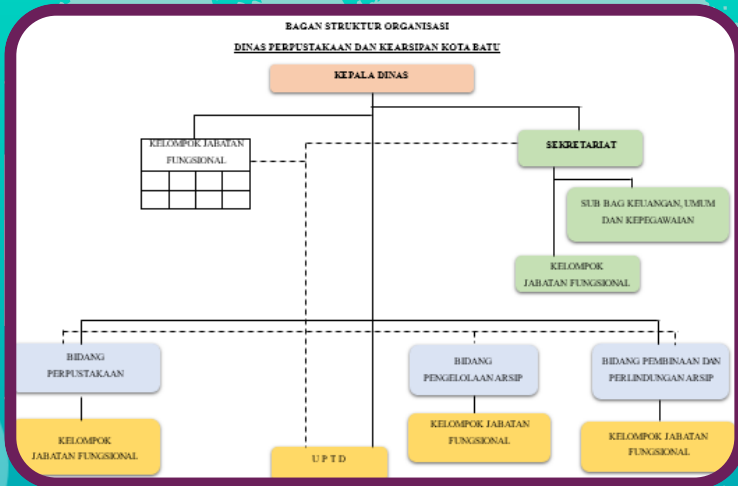 BAGAN STRUKTUR ORGANISASI
DINAS PERPUSTAKAAN DAN KEARSIPAN KOTA BATU
KEPALA DINAS
KELOMPOK JABATAN
FUNGSIONAL
SEKRETARIAT
SUB BAG KEUANGAN, UMUM
DAN KEPEGAWAIAN
KELOMPOK
JABATAN FUNGSIONAL
BIDANG
PERPUSTAKAAN
BIDANG
PENGELOLAAN ARSIP
BIDANG PEMBINAAN DAN
PERLINDUNGAN ARSIP
KELOMPOK
JABATAN FUNGSIONAL
U P T D
KELOMPOK JABATAN
FUNGSIONAL
KELOMPOK JABATAN
FUNGSIONAL